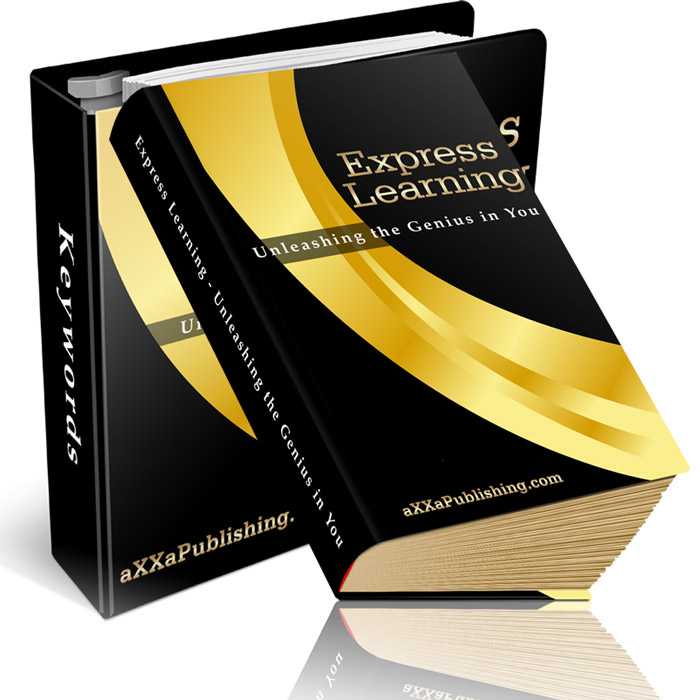 Express
Learning
Unleashing the Genius in You
aXXaPublishing.com
Express Learning - Unleashing the Genius in You
Keywords
aXXaPublishing.